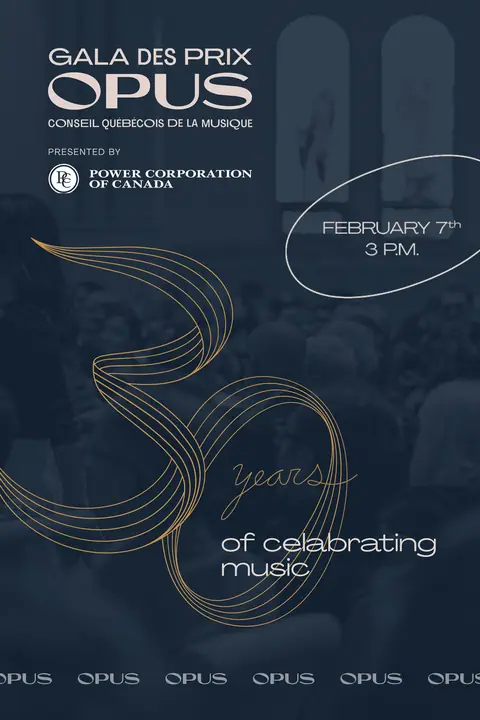 GALA DES PRIX
OPUS
CONSEIL QUÉBÉCOIS DE LA MUSIQUE
PRESENTED BY
PCC POWER CORPORATION
OF CANADA
FEBRUARY 7th
3 P.M.
30
years
of celabrating
music
OPUS OPUS OPUS OPUS OPUS OPUS